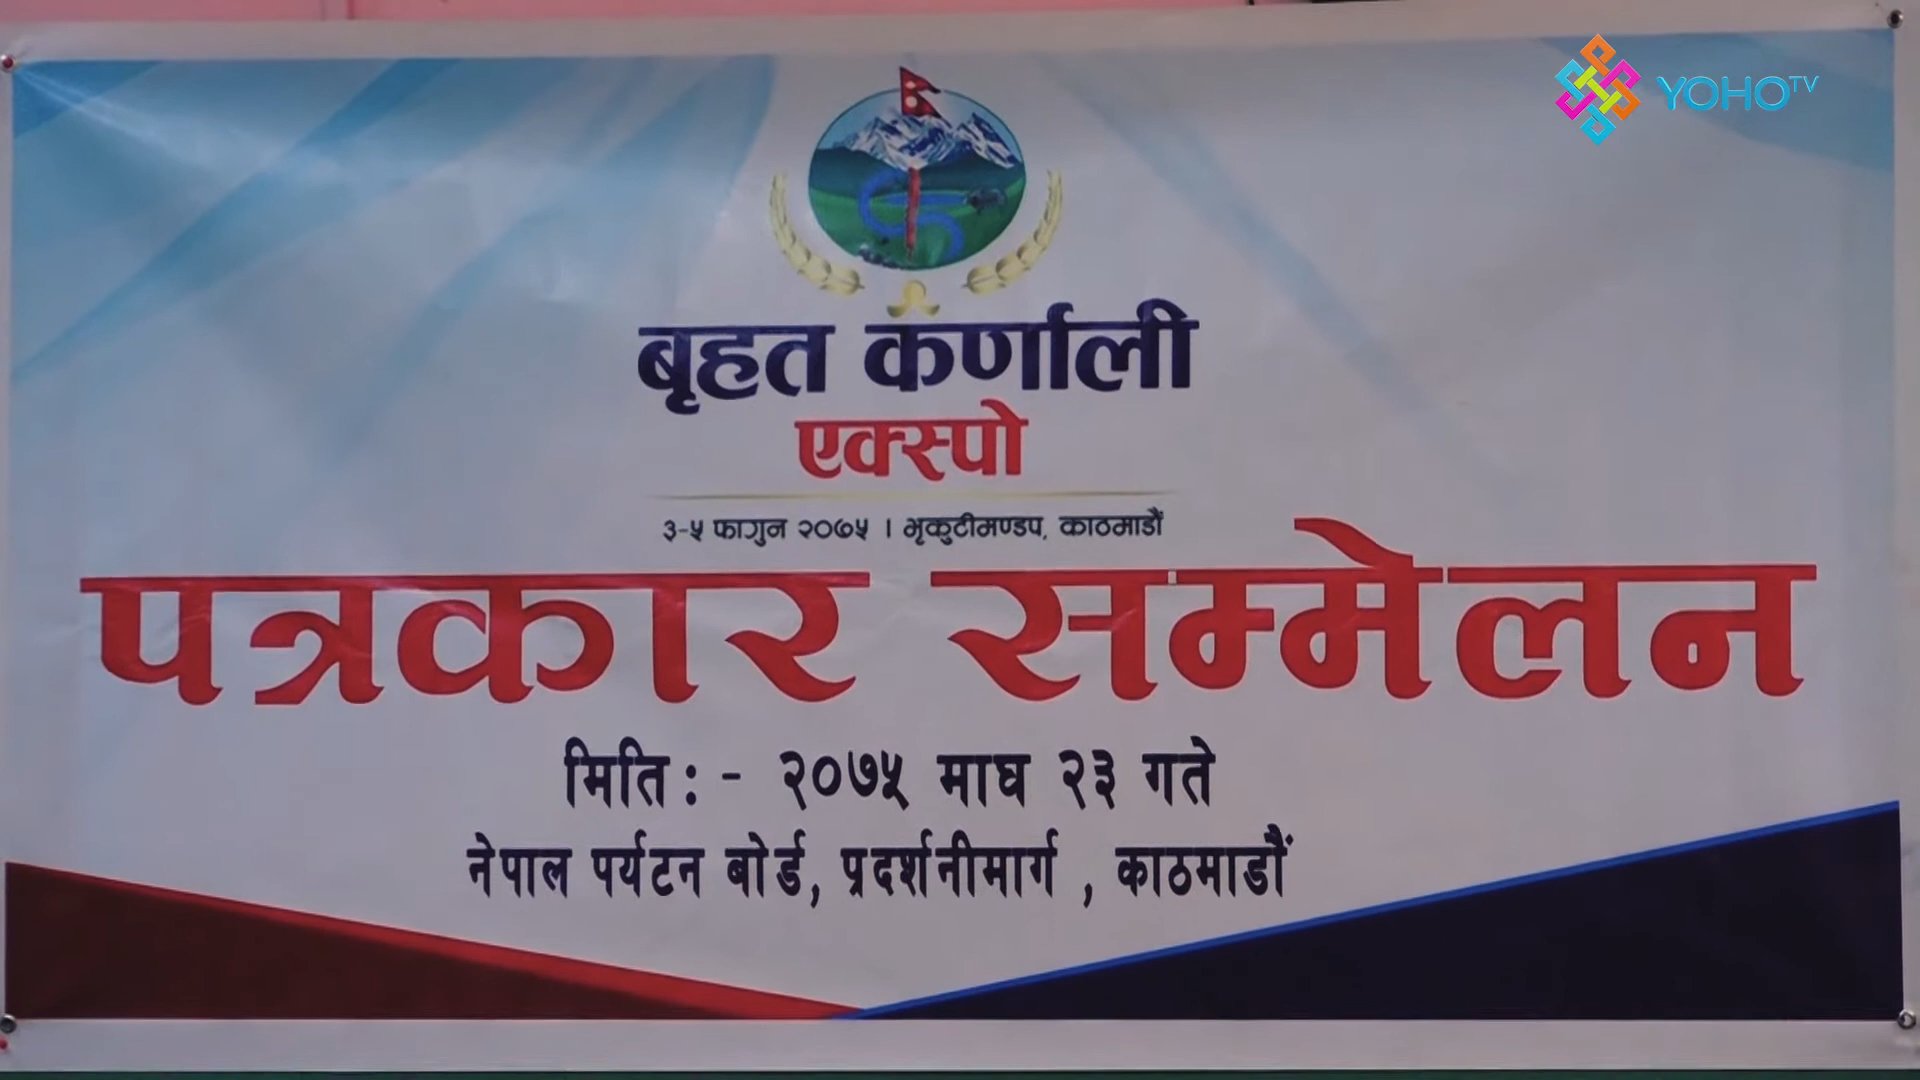 YOHO TV
बृहत कर्णाली
एक्स्पो
३-५ फागुन २०७५ । भृकुटीमण्डप, काठमाडौं
पत्रकार सम्मेलन
मिति : - २०७५ माघ २३ गते
नेपाल पर्यटन बोर्ड, प्रदर्शनीमार्ग , काठमाडौं